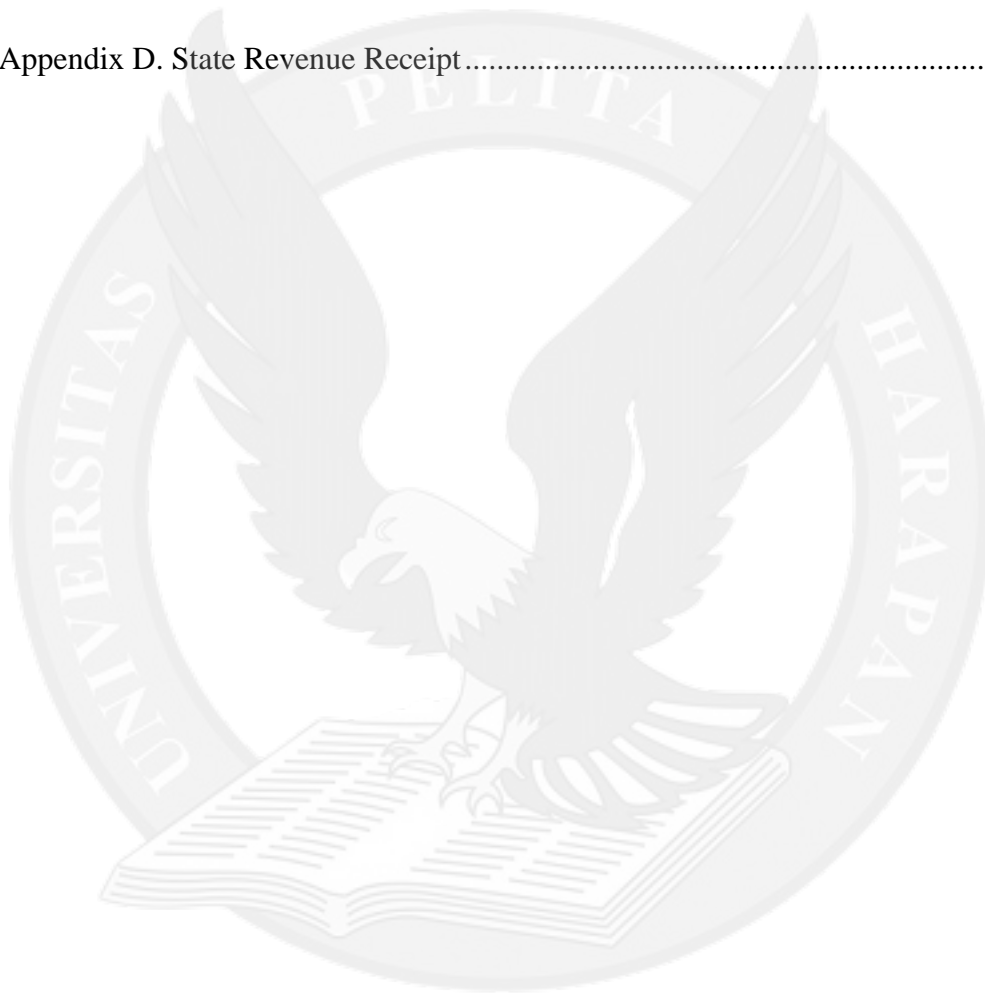 Appendix D. State Revenue Receipt................................................................
PELITA
UNIVERSITAS
HARAPAN